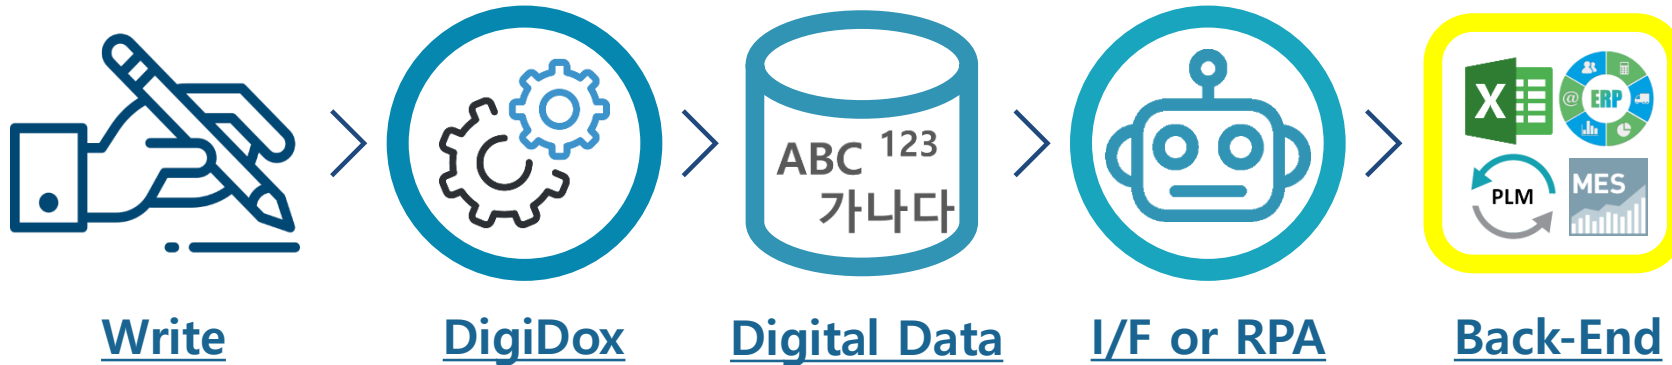 ABC 123
가나다
X
@ ERP
PLM
MES
Write
DigiDox
Digital Data
I/F or RPA
Back-End